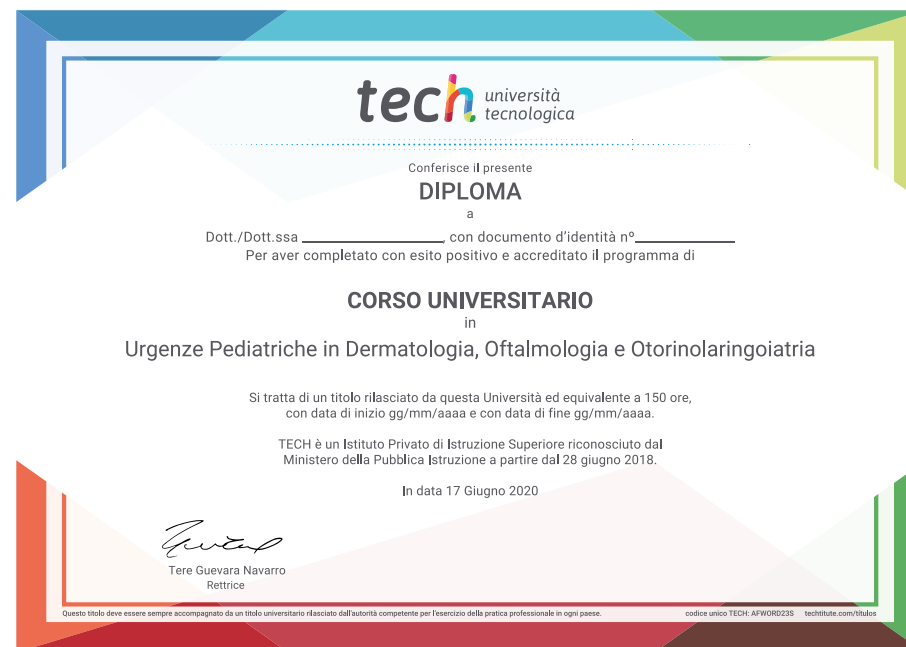 tech università
tecnologica
Conferisce il presente
DIPLOMA
a
Dott./Dott.ssa ____________________, con documento d'identità nº______________
Per aver completato con esito positivo e accreditato il programma di
CORSO UNIVERSITARIO
in
Urgenze Pediatriche in Dermatologia, Oftalmologia e Otorinolaringoiatria
Si tratta di un titolo rilasciato da questa Università ed equivalente a 150 ore,
con data di inizio gg/mm/aaaa e con data di fine gg/mm/aaaa.
TECH è un Istituto Privato di Istruzione Superiore riconosciuto dal
Ministero della Pubblica Istruzione a partire dal 28 giugno 2018.
In data 17 Giugno 2020
Tere Guevara Navarro
Rettrice
Questo titolo deve essere sempre accompagnato da un titolo universitario rilasciato dall'autorità competente per l'esercizio della pratica professionale in ogni paese. codice unico TECH: AFWORD23S techtitute.com/titulos